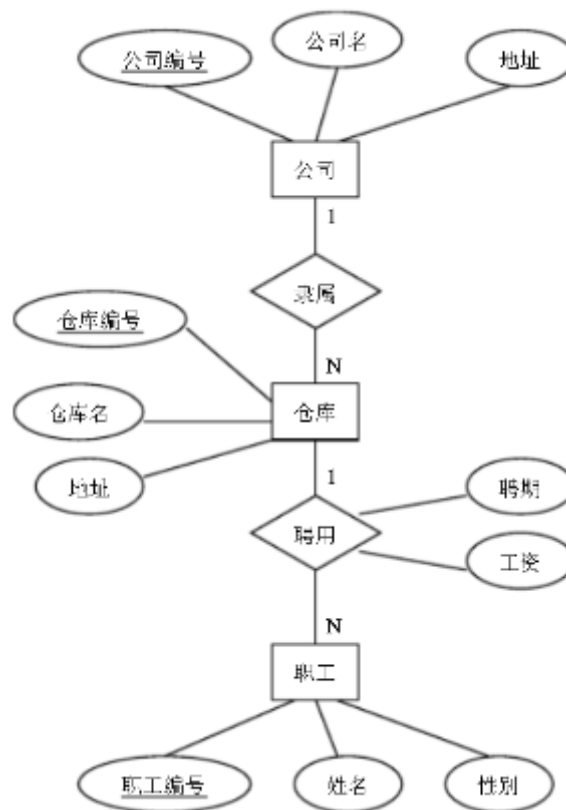 公司名
公司编号
地址
公司
1
隶属
仓库编号
N
仓库名
仓库
地址
1
聘期
聘用
工资
N
职工
职工编号
姓名
性别